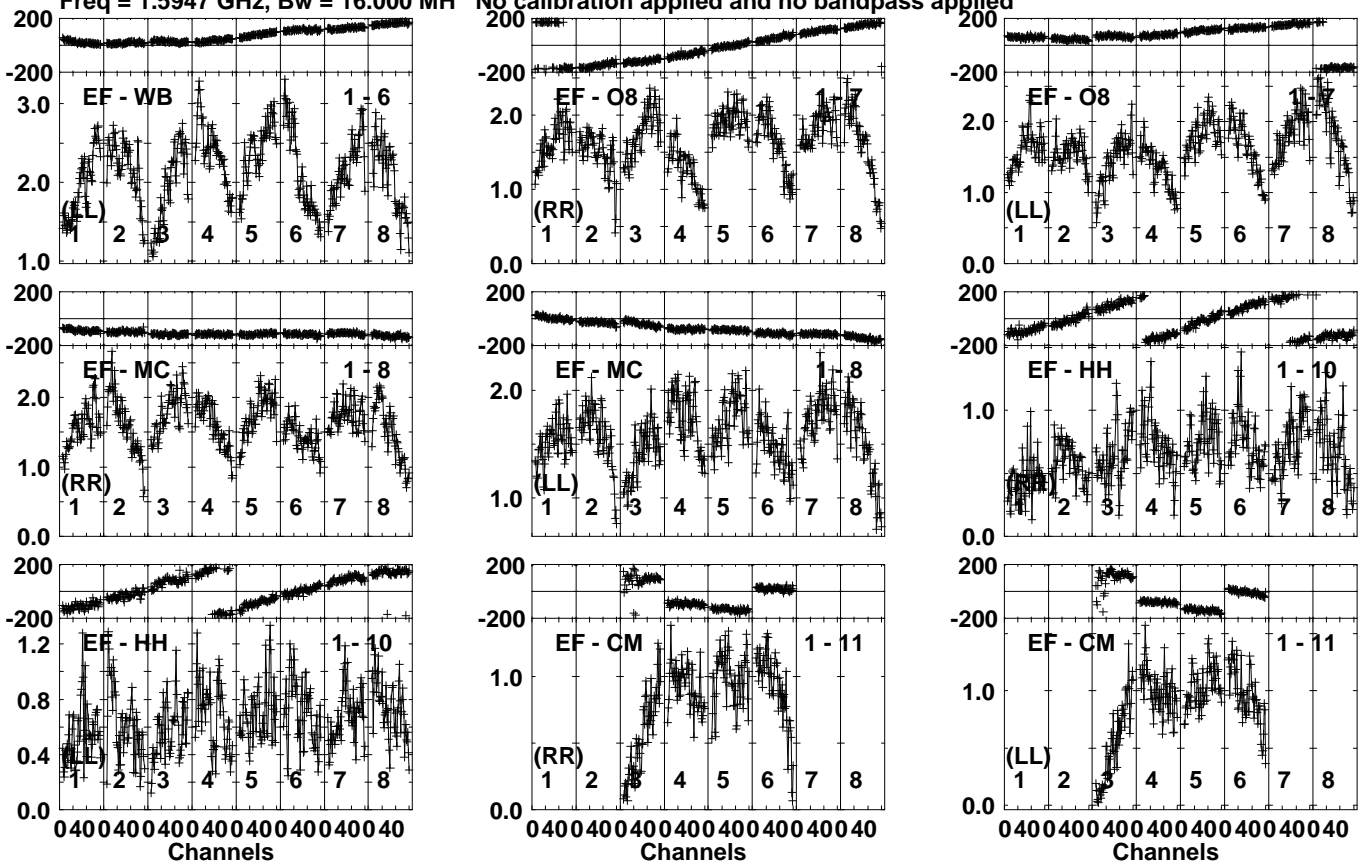 Freq = 1.5947 GHz, Bw = 16.000 MH No calibration applied and no bandpass applied
200 200 200
-200 -200 -200
EF - WB 1 - 6 EF - O8 1 - 7 EF - O8 1 - 7
3.0 2.0 2.0
2.0 1.0 1.0
(LL) (RR) (LL)
1 2 3 4 5 6 7 8 1 2 3 4 5 6 7 8 1 2 3 4 5 6 7 8
1.0 0.0 0.0
200 200 200
-200 -200 -200
EF - MC 1 - 8 EF - MC 1 - 8 EF - HH 1 - 10
2.0 2.0 1.0
1.0 1.0
(RR) (LL) (RR)
1 2 3 4 5 6 7 8 1 2 3 4 5 6 7 8 1 2 3 4 5 6 7 8
0.0 0.0
200 200 200
-200 -200 -200
EF - HH 1 - 10 EF - CM 1 - 11 EF - CM 1 - 11
1.2 1.0 1.0
0.8
0.4
(LL) (RR) (LL)
1 2 3 4 5 6 7 8 1 2 3 4 5 6 7 8 1 2 3 4 5 6 7 8
0.0 0.0 0.0
0 40 0 40 0 40 0 40 0 40 0 40 0 40 0 40 0 40 0 40 0 40 0 40 0 40 0 40 0 40 0 40 0 40 0 40 0 40 0 40 0 40 0 40 0 40 0 40
Channels Channels Channels